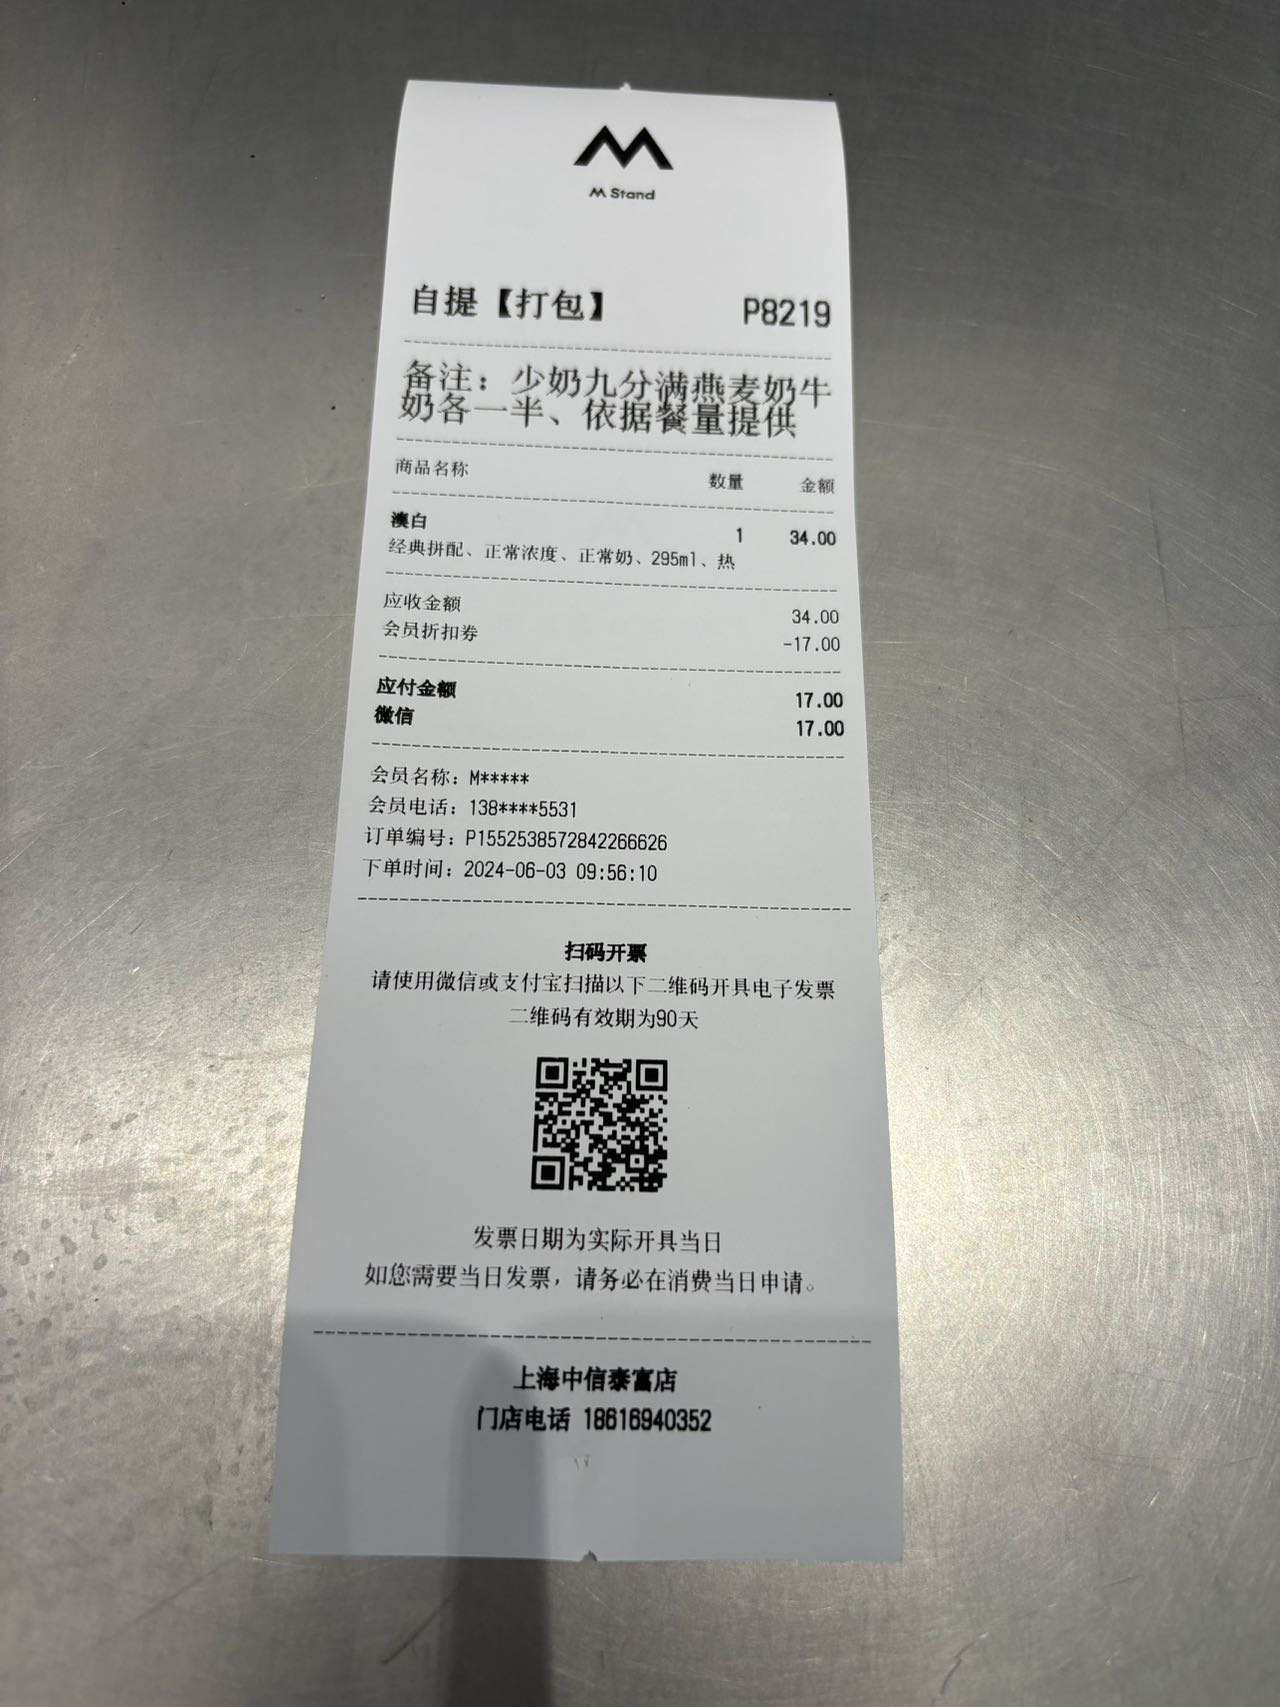 M Stand
自提【打包】 P8219
备注：少奶九分满燕麦奶牛
奶各一半、依据餐量提供
商品名称 数量 金额
澳白 1 34.00
经典拼配、正常浓度、正常奶、295ml、热
应收金额 34.00
会员折扣券 -17.00
应付金额 17.00
微信 17.00
会员名称：M*****
会员电话：138****5531
订单编号：P1552538572842266626
下单时间：2024-06-03 09:56:10
扫码开票
请使用微信或支付宝扫描以下二维码开具电子发票
二维码有效期为90天
发票日期为实际开具当日
如您需要当日发票，请务必在消费当日申请。
上海中信泰富店
门店电话 18616940352